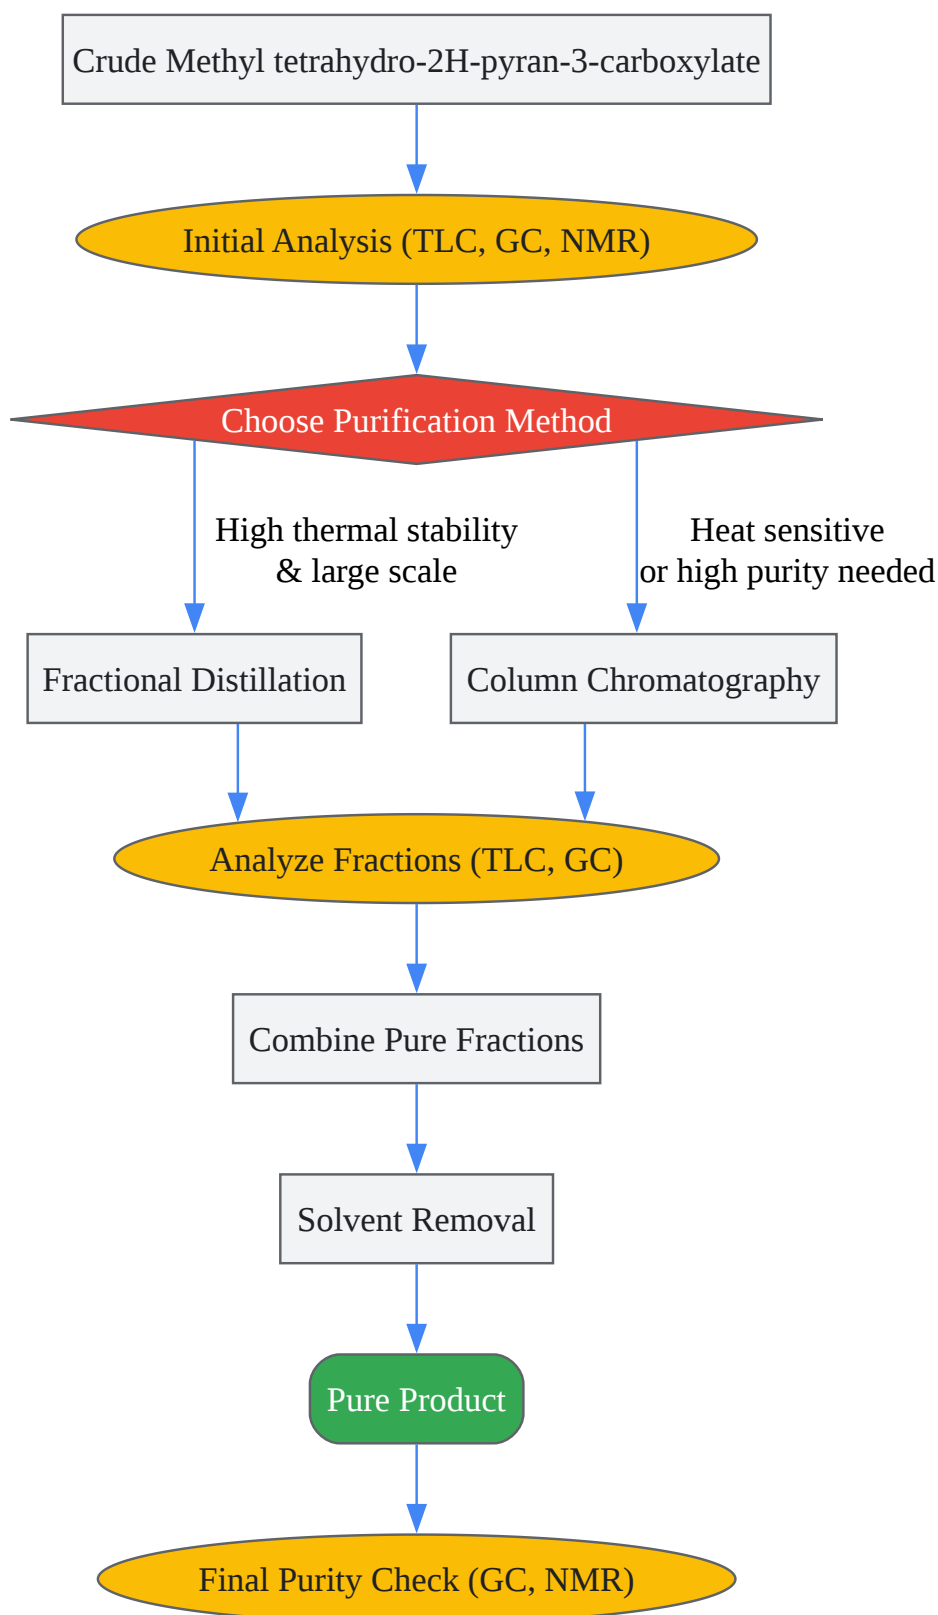 Crude Methyl tetrahydro-2H-pyran-3-carboxylate
Initial Analysis (TLC, GC, NMR)
Choose Purification Method
High thermal stability
& large scale
Heat sensitive
or high purity needed
Fractional Distillation
Column Chromatography
Analyze Fractions (TLC, GC)
Combine Pure Fractions
Solvent Removal
Pure Product
Final Purity Check (GC, NMR)